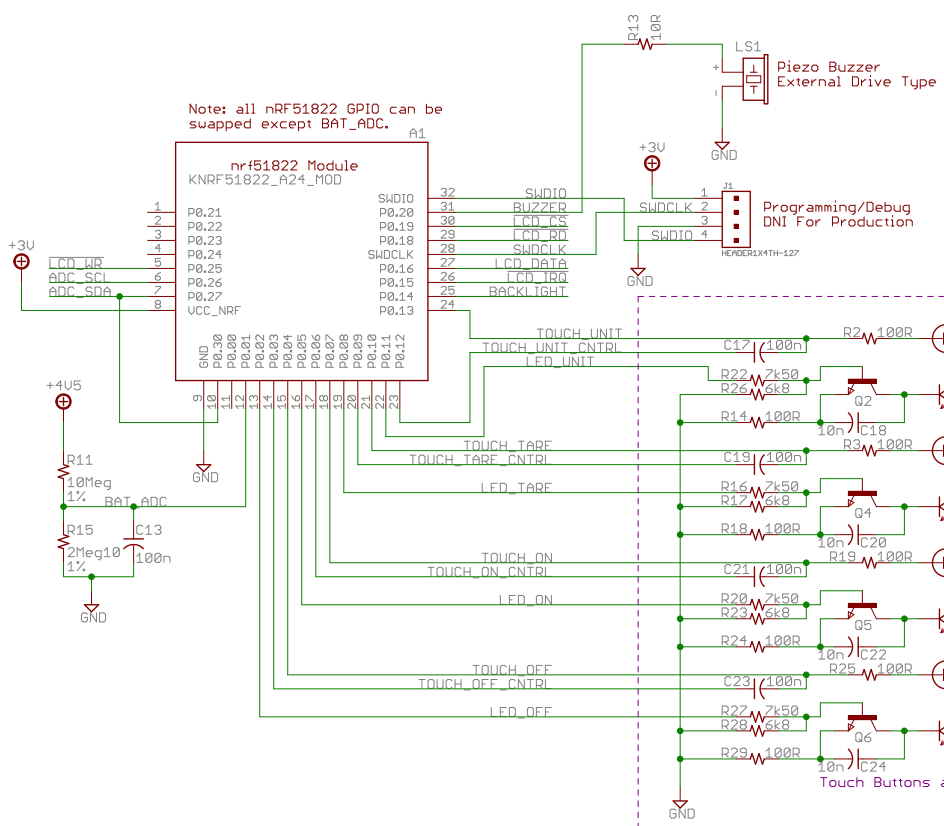 R13
10R
LS1
+
-
Piezo Buzzer
External Drive Type
Note: all nRF51822 GPIO can be
swapped except BAT_ADC.
A1
GND
+3V
nrf51822 Module
KNRF51822_A24_MOD
J1
1
2
3
4
SWDCLK
SWDIO
Programming/Debug
DNI For Production
HEADER1X4TH-127
GND
+3V
LCD_WR
ADC_SCL
ADC_SDA
1 P0.21
2 P0.22
3 P0.23
4 P0.24
5 P0.25
6 P0.26
7 P0.27
8 VCC_NRF
SWDIO 32 SWDIO
P0.20 31 BUZZER
P0.19 30 LCD_CS
P0.18 29 LCD_RD
SWDCLK 28 SWDCLK
P0.16 27 LCD_DATA
P0.15 26 LCD_IRQ
P0.14 25 BACKLIGHT
P0.13 24
GND 9
P0.30 10
P0.00 11
P0.01 12
P0.02 13
P0.03 14
P0.04 15
P0.05 16
P0.06 17
P0.07 18
P0.08 19
P0.09 20
P0.10 21
P0.11 22
P0.12 23
TOUCH_UNIT
R2 100R
TOUCH_UNIT_CNTRL
C17 100n
LED_UNIT
R22 7k50
R26 6k8
Q2
R14 100R
10n C18
TOUCH_TARE
R3 100R
TOUCH_TARE_CNTRL
C19 100n
LED_TARE
R16 7k50
R17 6k8
Q4
R18 100R
10n C20
TOUCH_ON
R19 100R
TOUCH_ON_CNTRL
C21 100n
LED_ON
R20 7k50
R23 6k8
Q5
R24 100R
10n C22
TOUCH_OFF
R25 100R
TOUCH_OFF_CNTRL
C23 100n
LED_OFF
R27 7k50
R28 6k8
Q6
R29 100R
10n C24
Touch Buttons a
GND
+4V5
R11
10Meg
1%
BAT_ADC
R15
2Meg10
1%
C13
100n
GND
GND